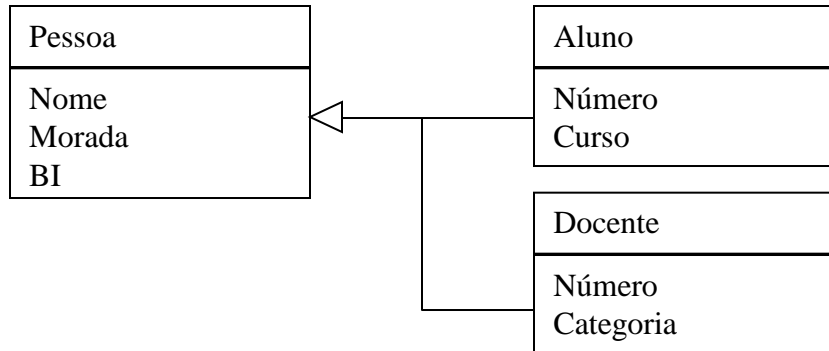 Pessoa
Nome
Morada
BI
Aluno
Número
Curso
Docente
Número
Categoria